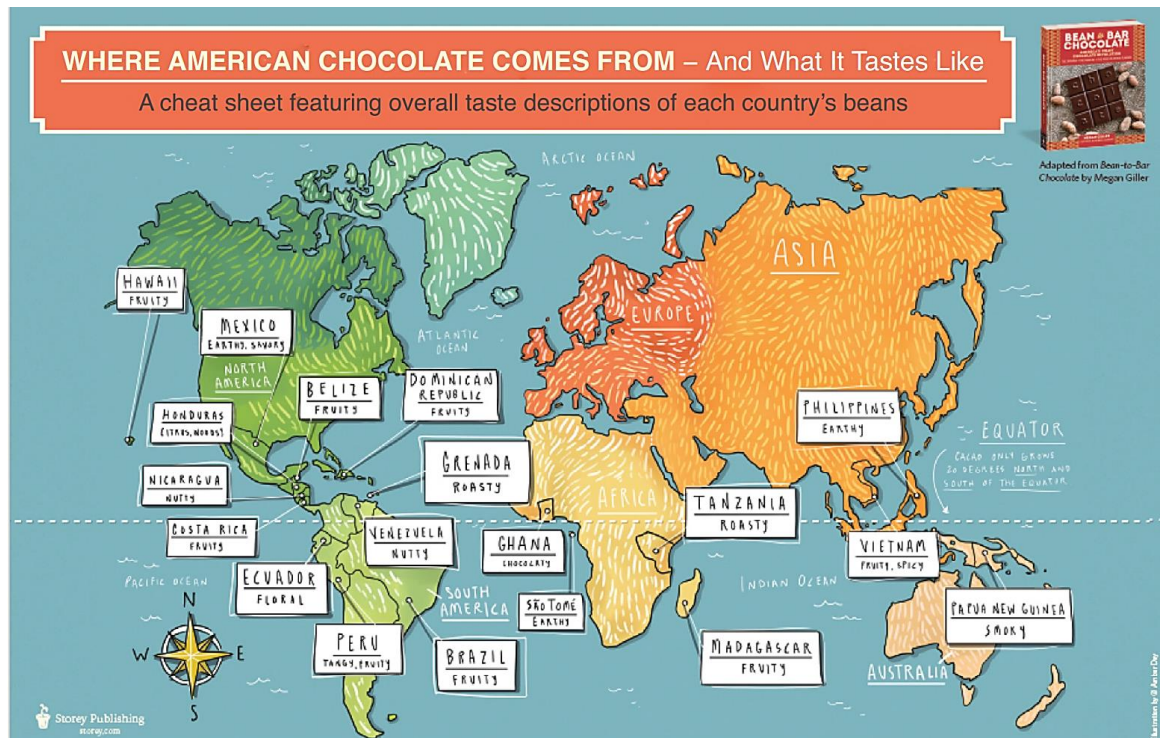 WHERE AMERICAN CHOCOLATE COMES FROM – And What It Tastes Like
A cheat sheet featuring overall taste descriptions of each country's beans
BEAN to BAR
CHOCOLATE
Adapted from Bean-to-Bar
Chocolate by Megan Giller
ARCTIC OCEAN
ASIA
EUROPE
HAWAII
FRUITY
MEXICO
EARTHY, SAVORY
ATLANTIC
OCEAN
NORTH
AMERICA
BELIZE
FRUITY
DOMINICAN
REPUBLIC
FRUITY
PHILIPPINES
EARTHY
HONDURAS
(CITRUS, WOODSY)
EQUATOR
CACAO ONLY GROWS
20 DEGREES NORTH AND
SOUTH OF THE EQUATOR
GRENADA
ROASTY
NICARAGUA
NUTTY
AFRICA
TANZANIA
ROASTY
COSTA RICA
FRUITY
VENEZUELA
NUTTY
GHANA
CHOCOLATY
VIETNAM
FRUITY, SPICY
PACIFIC OCEAN
ECUADOR
FLORAL
SOUTH
AMERICA
INDIAN OCEAN
SÃO TOMÉ
EARTHY
PAPUA NEW GUINEA
SMOKY
N
W
E
S
PERU
TANGY, FRUITY
BRAZIL
FRUITY
MADAGASCAR
FRUITY
AUSTRALIA
Storey Publishing
storey.com
Illustration by © Amber Day